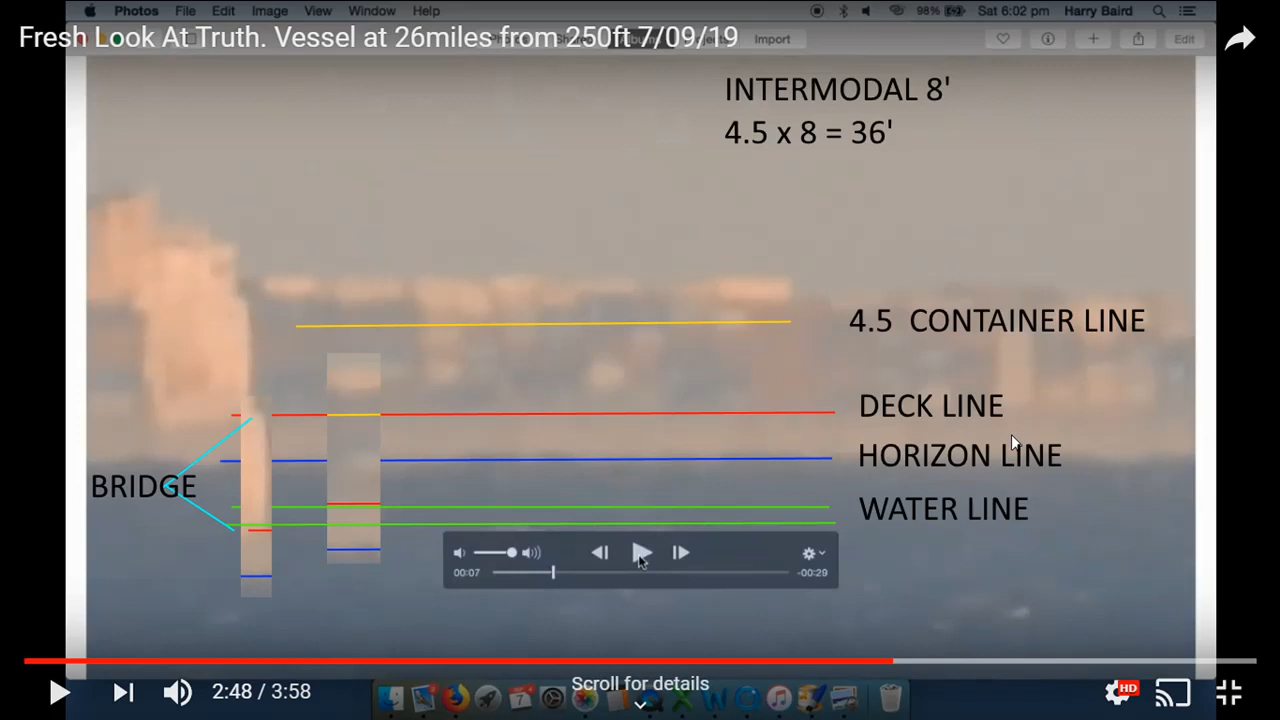 Photos File Edit Image View Window Help 98% Sat 6:02 pm Harry Baird
Fresh Look At Truth. Vessel at 26miles from 250ft 7/09/19
Import Edit
INTERMODAL 8'
4.5 x 8 = 36'
4.5 CONTAINER LINE
DECK LINE
HORIZON LINE
BRIDGE
WATER LINE
00:07 -00:29
2:48 / 3:58
Scroll for details
HD